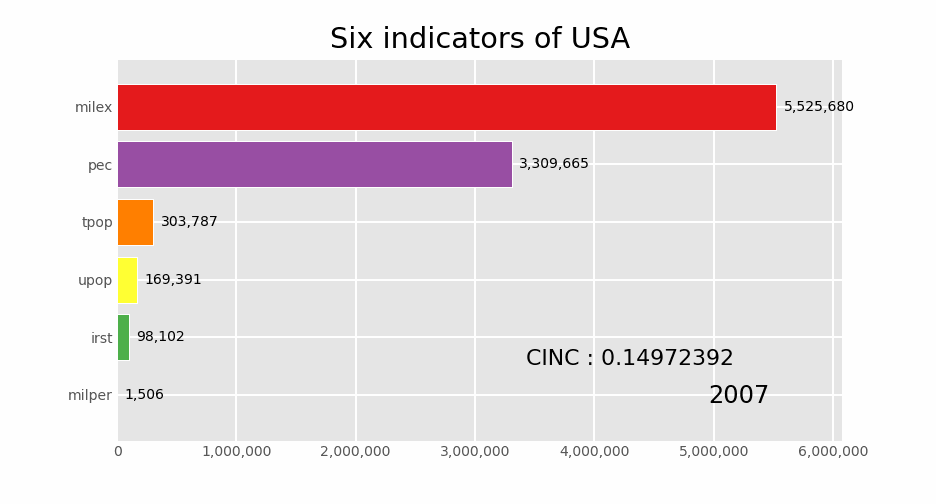 Six indicators of USA
milex 5,525,680
pec 3,309,665
tpop 303,787
upop 169,391
irst 98,102
CINC : 0.14972392
milper 1,506 2007
0 1,000,000 2,000,000 3,000,000 4,000,000 5,000,000 6,000,000